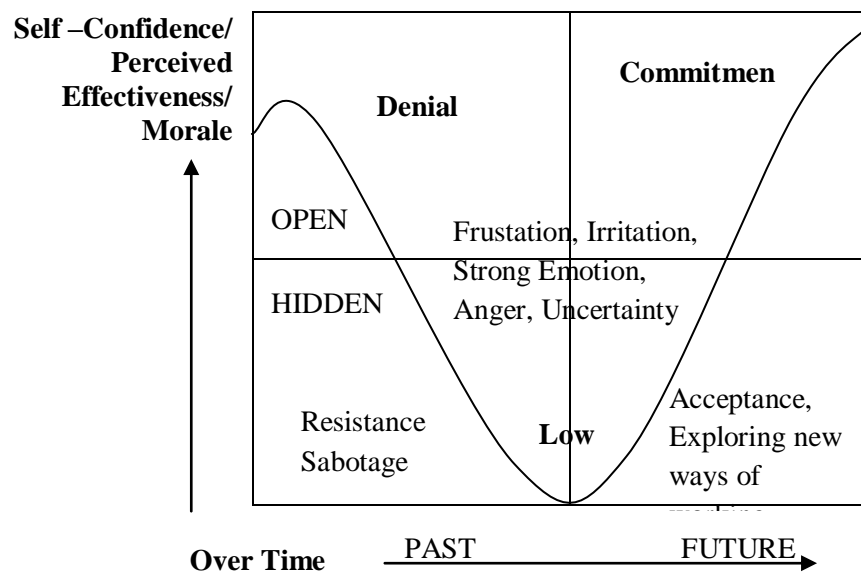 Self –Confidence/
Perceived
Effectiveness/
Morale
Denial
Commitmen
OPEN
Frustation, Irritation,
Strong Emotion,
Anger, Uncertainty
HIDDEN
Resistance
Sabotage
Low
Acceptance,
Exploring new
ways of
Over Time
PAST
FUTURE